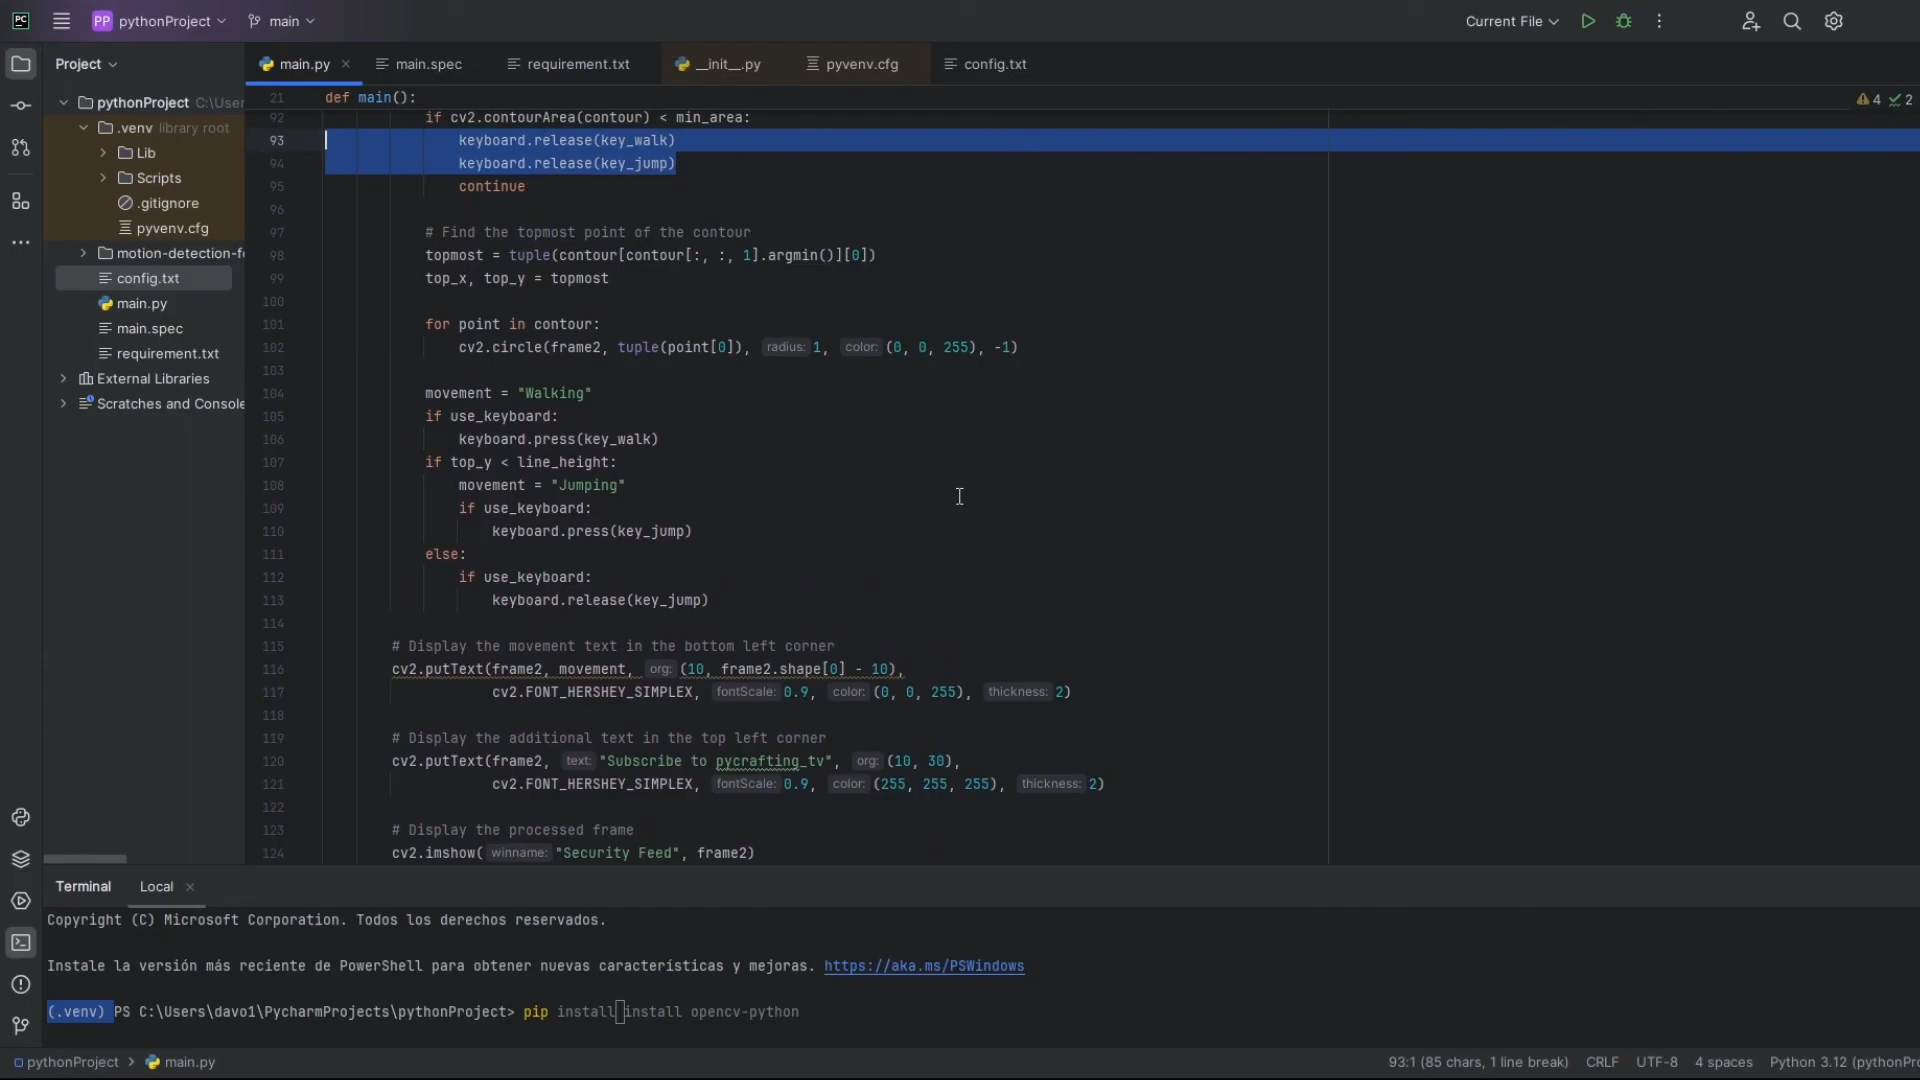 PC PP pythonProject main Current File
Project main.py main.spec requirement.txt __init__.py pyvenv.cfg config.txt
pythonProject C:\User
.venv library root
Lib
Scripts
.gitignore
pyvenv.cfg
motion-detection-fo
config.txt
main.py
main.spec
requirement.txt
External Libraries
Scratches and Console
21 def main(): 4 2
92 if cv2.contourArea(contour) < min_area:
93 keyboard.release(key_walk)
94 keyboard.release(key_jump)
95 continue
96
97 # Find the topmost point of the contour
98 topmost = tuple(contour[contour[:, :, 1].argmin()][0])
99 top_x, top_y = topmost
100
101 for point in contour:
102 cv2.circle(frame2, tuple(point[0]), radius: 1, color: (0, 0, 255), -1)
103
104 movement = "Walking"
105 if use_keyboard:
106 keyboard.press(key_walk)
107 if top_y < line_height:
108 movement = "Jumping"
109 if use_keyboard:
110 keyboard.press(key_jump)
111 else:
112 if use_keyboard:
113 keyboard.release(key_jump)
114
115 # Display the movement text in the bottom left corner
116 cv2.putText(frame2, movement, org: (10, frame2.shape[0] - 10),
117 cv2.FONT_HERSHEY_SIMPLEX, fontScale: 0.9, color: (0, 0, 255), thickness: 2)
118
119 # Display the additional text in the top left corner
120 cv2.putText(frame2, text: "Subscribe to pycrafting_tv", org: (10, 30),
121 cv2.FONT_HERSHEY_SIMPLEX, fontScale: 0.9, color: (255, 255, 255), thickness: 2)
122
123 # Display the processed frame
124 cv2.imshow( winname: "Security Feed", frame2)
Terminal Local
Copyright (C) Microsoft Corporation. Todos los derechos reservados.
Instale la versión más reciente de PowerShell para obtener nuevas características y mejoras. https://aka.ms/PSWindows
(.venv) PS C:\Users\davo1\PycharmProjects\pythonProject> pip install install opencv-python
pythonProject > main.py 93:1 (85 chars, 1 line break) CRLF UTF-8 4 spaces Python 3.12 (pythonPro